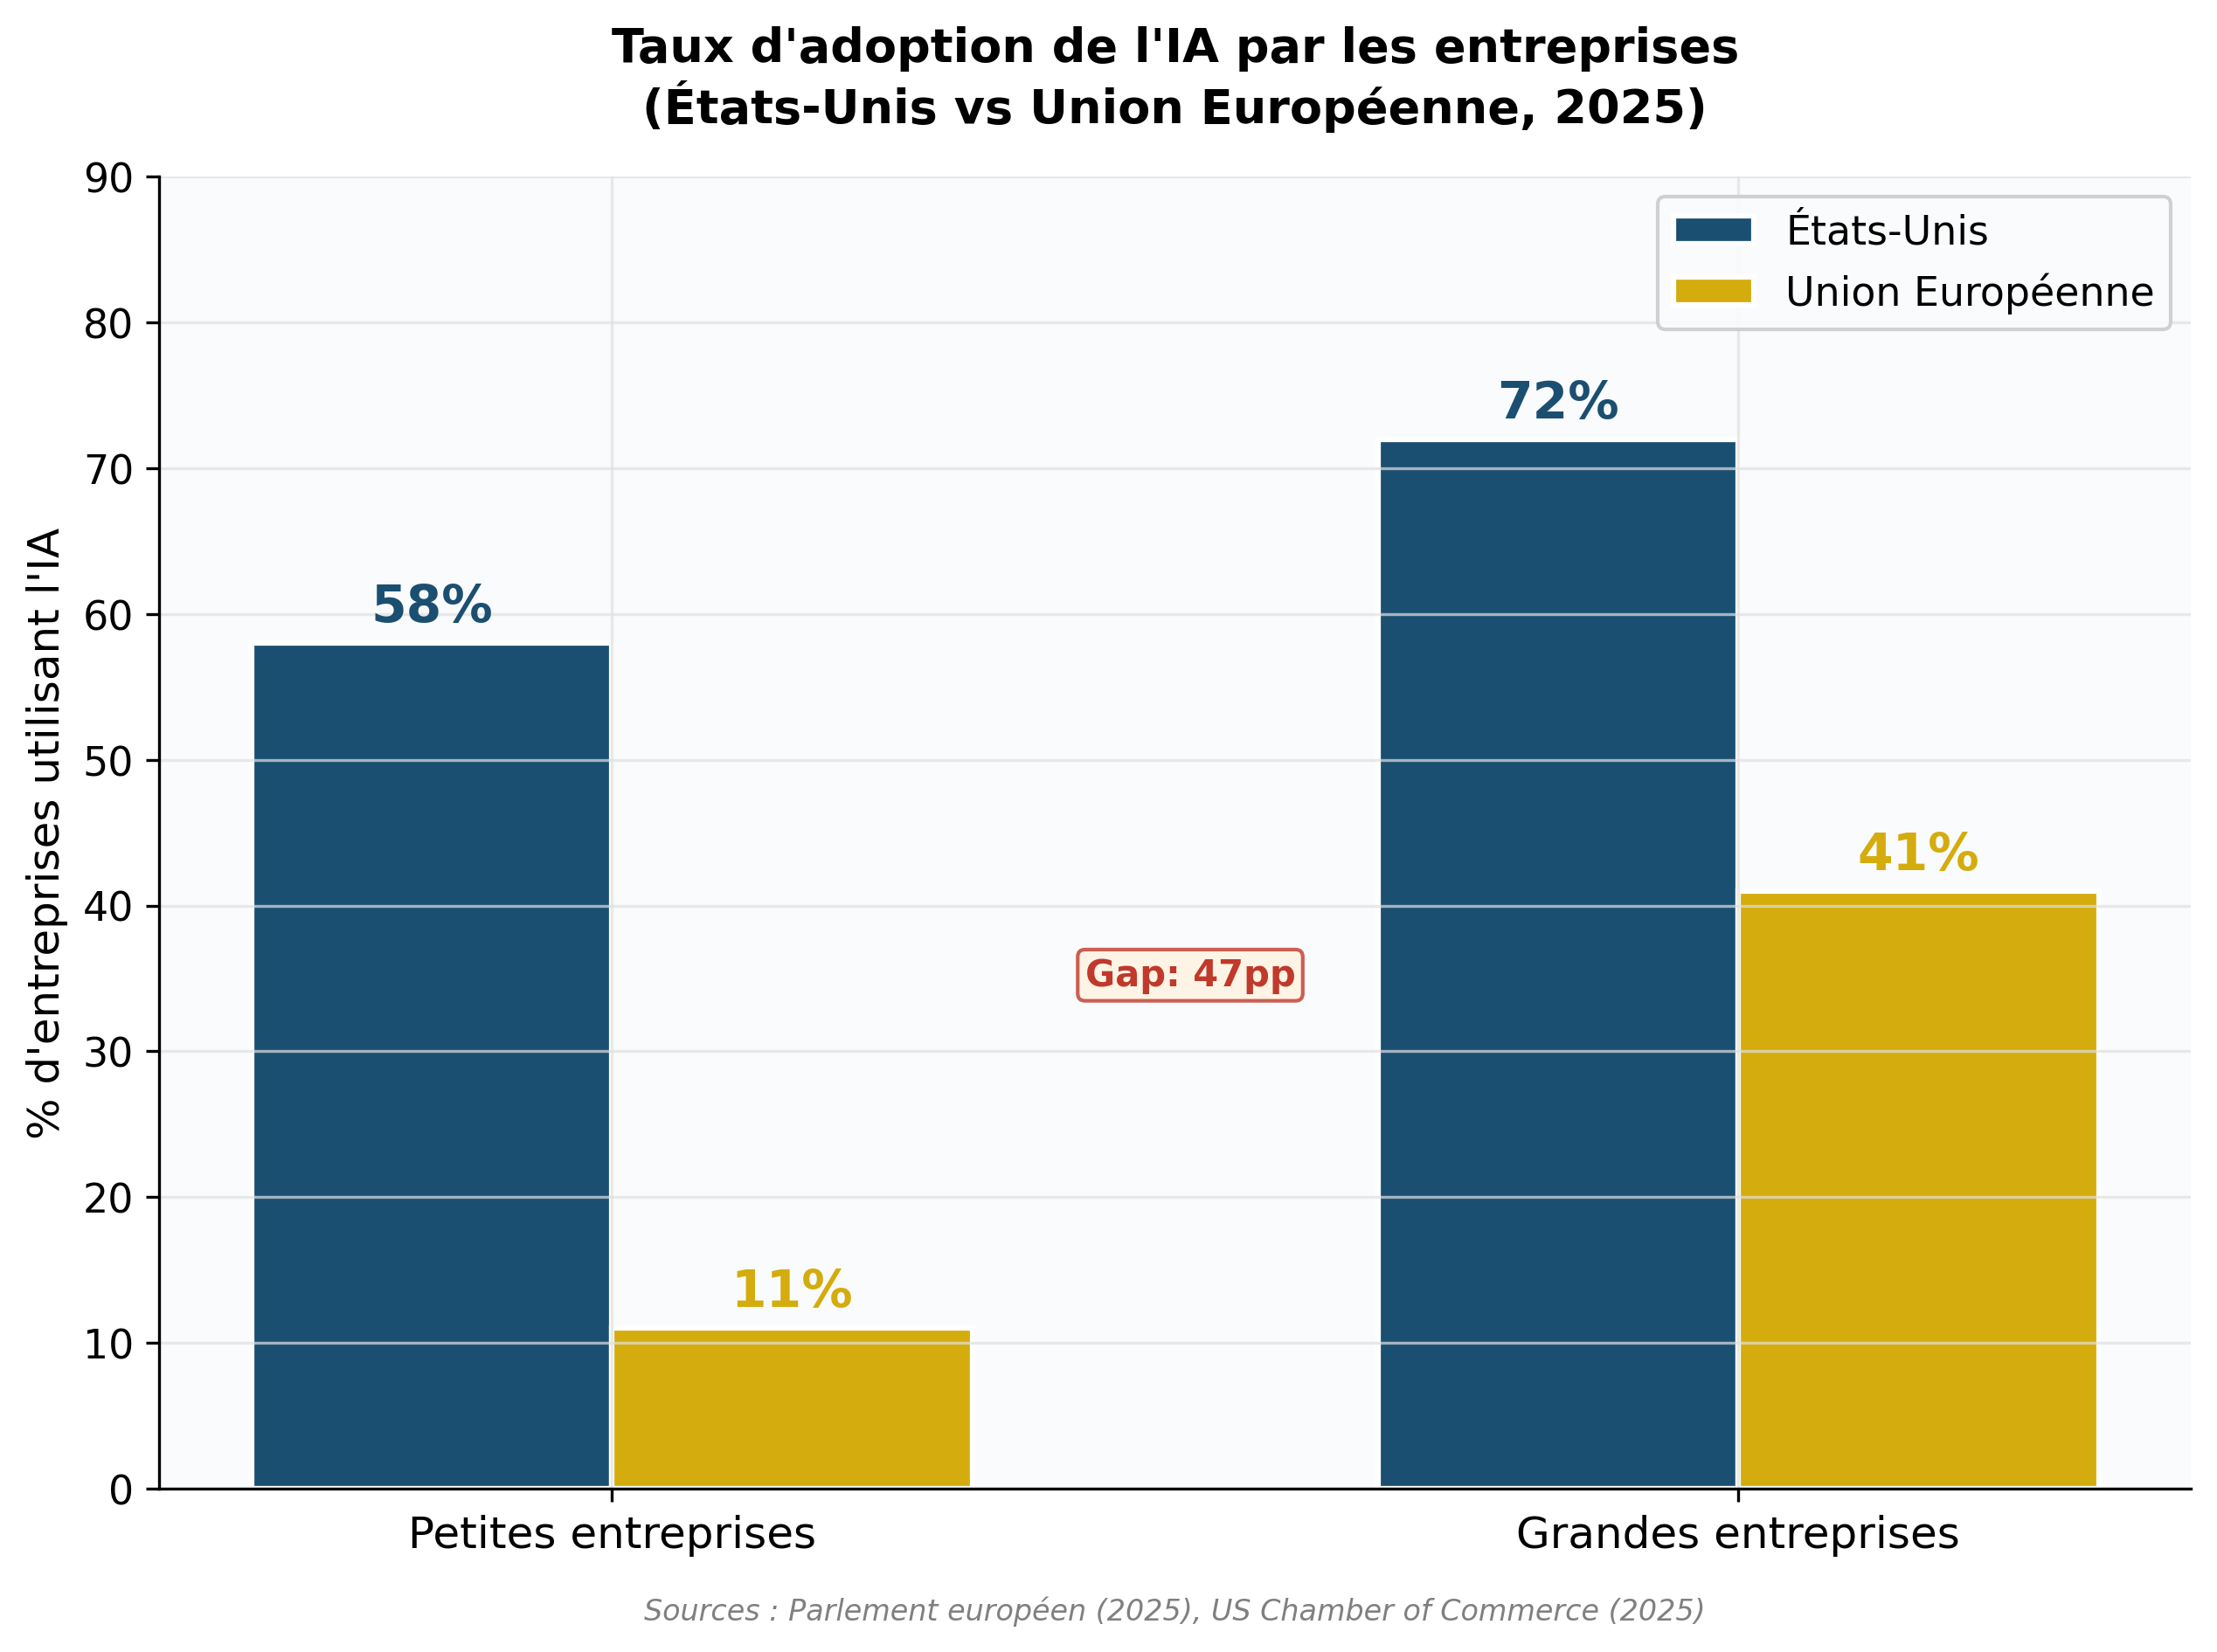 Taux d'adoption de l'IA par les entreprises
(États-Unis vs Union Européenne, 2025)
% d'entreprises utilisant l'IA
90
80
70
60
50
40
30
20
10
0
États-Unis
Union Européenne
72%
58%
41%
Gap: 47pp
11%
Petites entreprises
Grandes entreprises
Sources : Parlement européen (2025), US Chamber of Commerce (2025)